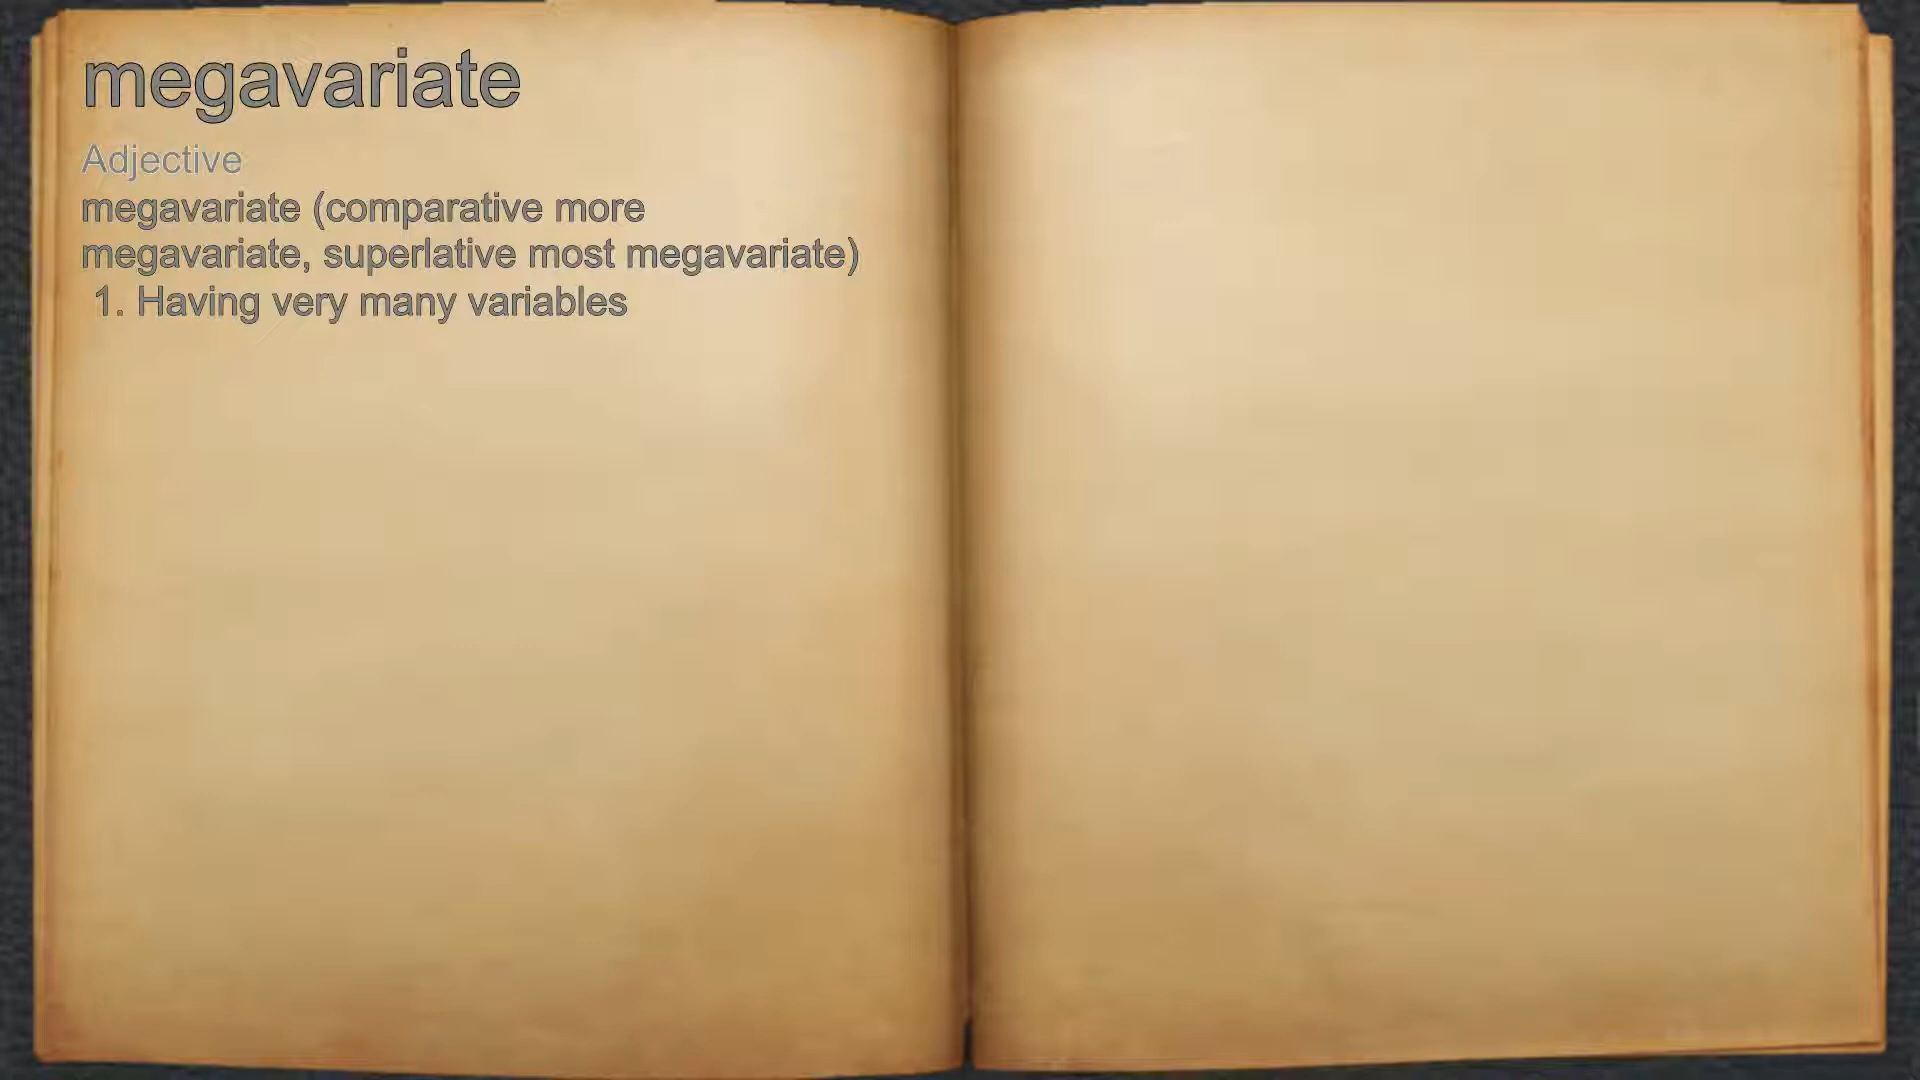 megavariate
Adjective
megavariate (comparative more
megavariate, superlative most megavariate)
1. Having very many variables